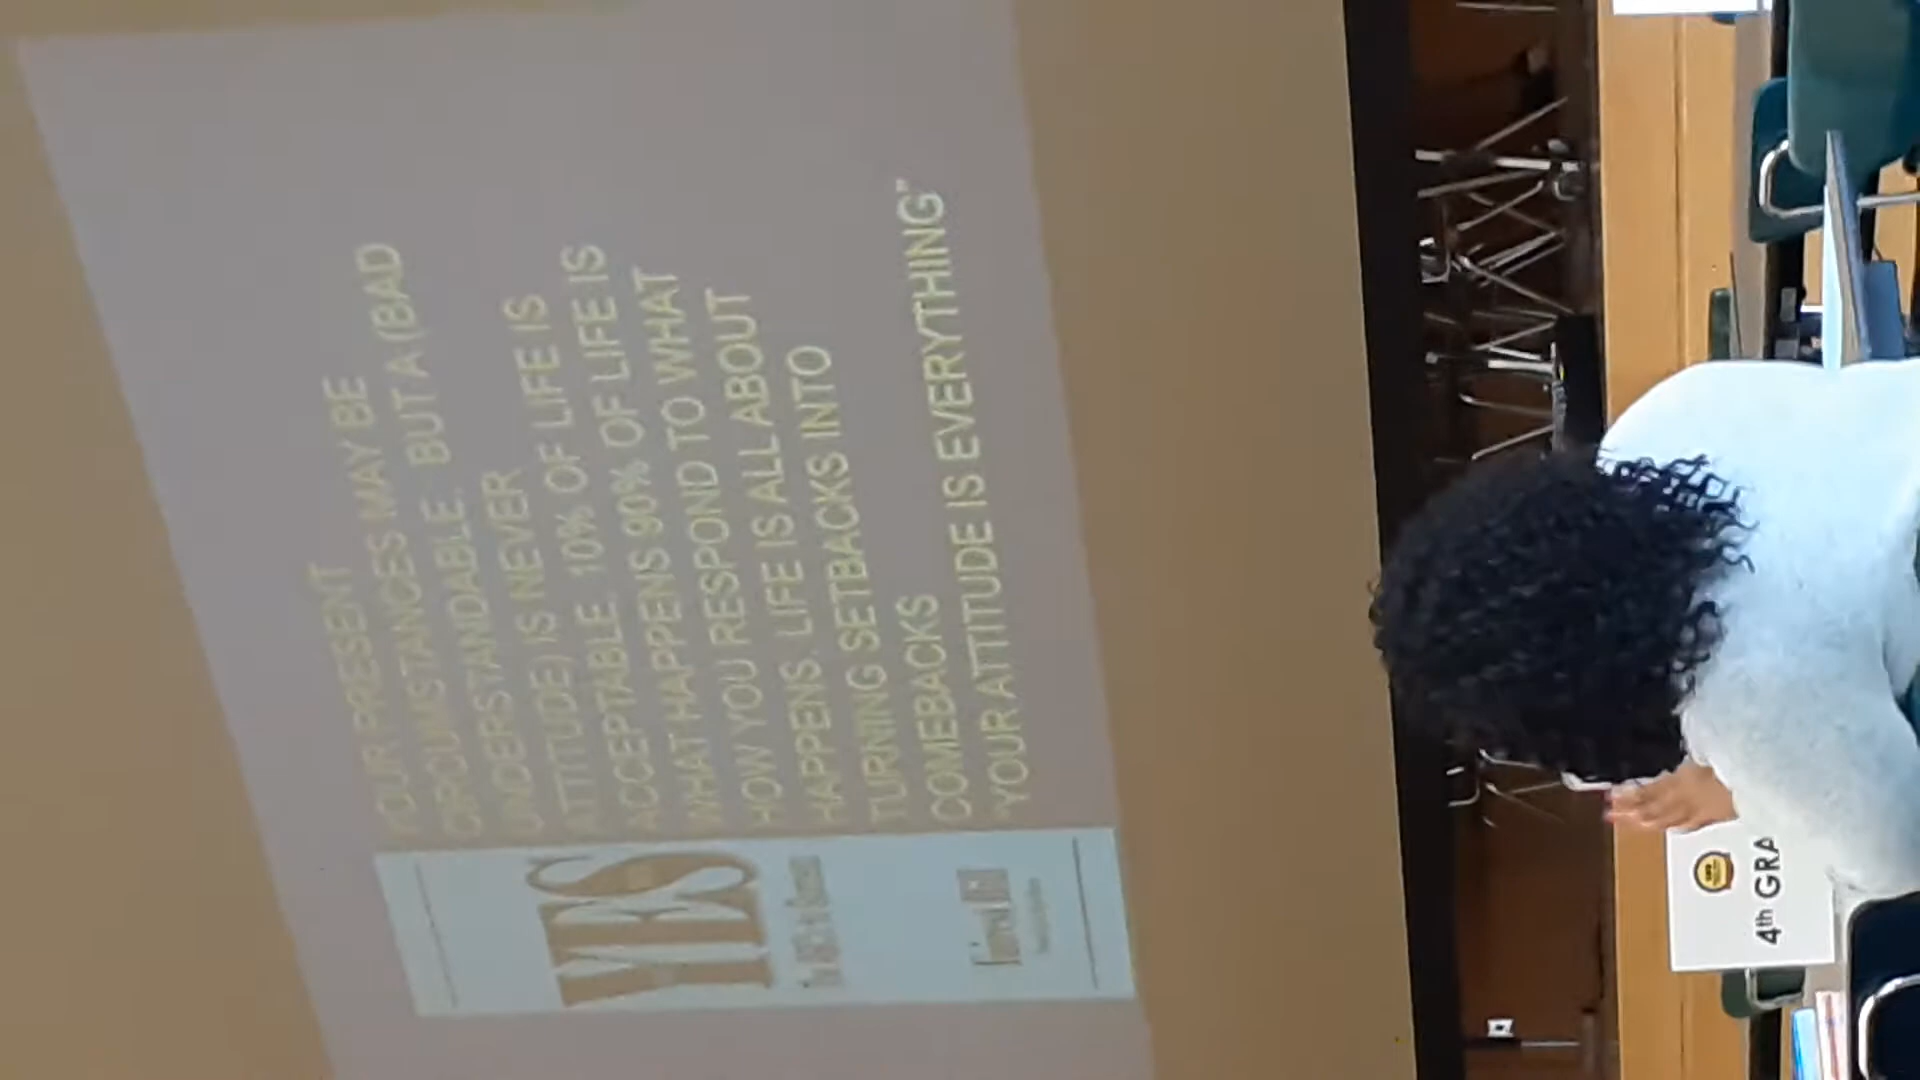 YOUR PRESENT
CIRCUMSTANCES MAY BE
UNDERSTANDABLE. BUT A (BAD
ATTITUDE) IS NEVER
ACCEPTABLE. 10% OF LIFE IS
WHAT HAPPENS 90% OF LIFE IS
HOW YOU RESPOND TO WHAT
HAPPENS. LIFE IS ALL ABOUT
TURNING SETBACKS INTO
COMEBACKS
"YOUR ATTITUDE IS EVERYTHING"
YES
4th GRA